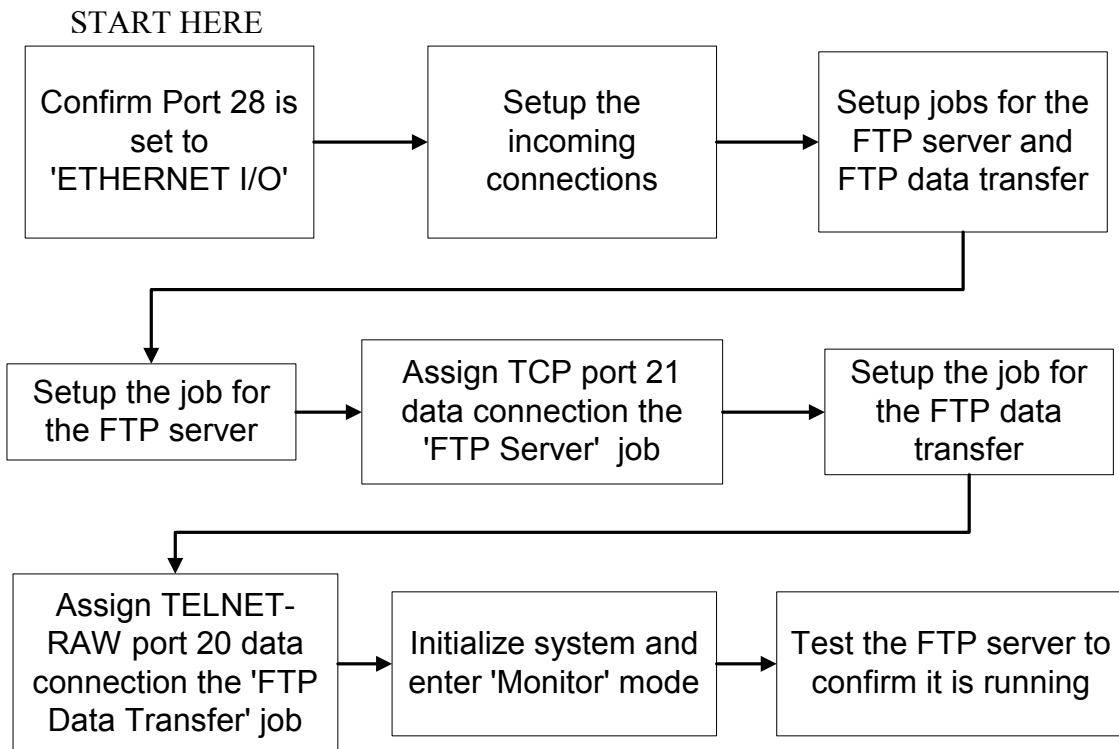 START HERE
Confirm Port 28 is
set to
'ETHERNET I/O'
Setup the
incoming
connections
Setup jobs for the
FTP server and
FTP data transfer
Setup the job for
the FTP server
Assign TCP port 21
data connection the
'FTP Server' job
Setup the job for
the FTP data
transfer
Assign TELNET-
RAW port 20 data
connection the 'FTP
Data Transfer' job
Initialize system and
enter 'Monitor' mode
Test the FTP server to
confirm it is running